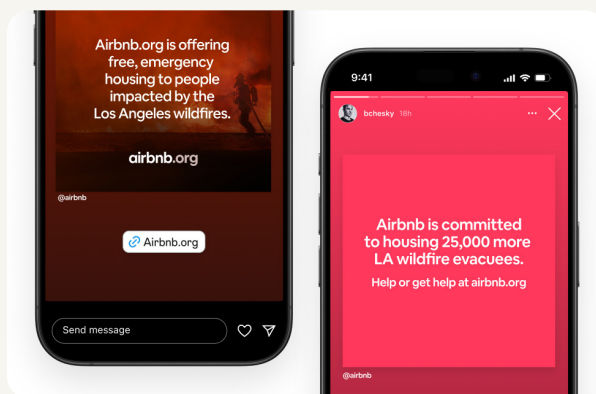 Airbnb.org is offering
free, emergency
housing to people
impacted by the
Los Angeles wildfires.
airbnb.org
@airbnb
Airbnb.org
Send message
9:41
bchesky 18h
Airbnb is committed
to housing 25,000 more
LA wildfire evacuees.
Help or get help at airbnb.org
@airbnb